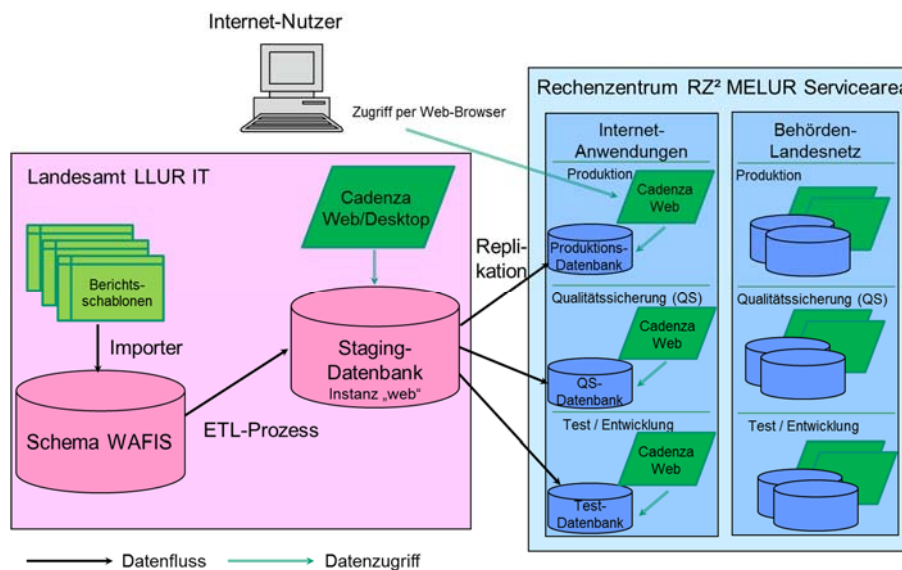 Internet-Nutzer
Zugriff per Web-Browser
Landesamt LLUR IT
Cadenza
Web/Desktop
Berichts-
schablonen
Importer
Schema WAFIS
ETL-Prozess
Staging-
Datenbank
Instanz „web“
Repli-
kation
Rechenzentrum RZ² MELUR Servicearea
Internet-
Anwendungen
Produktion
Cadenza
Web
Produktions-
Datenbank
Qualitätssicherung (QS)
Cadenza
Web
QS-
Datenbank
Test / Entwicklung
Cadenza
Web
Test-
Datenbank
Behörden-
Landesnetz
Produktion
Qualitätssicherung (QS)
Test / Entwicklung
Datenfluss
Datenzugriff